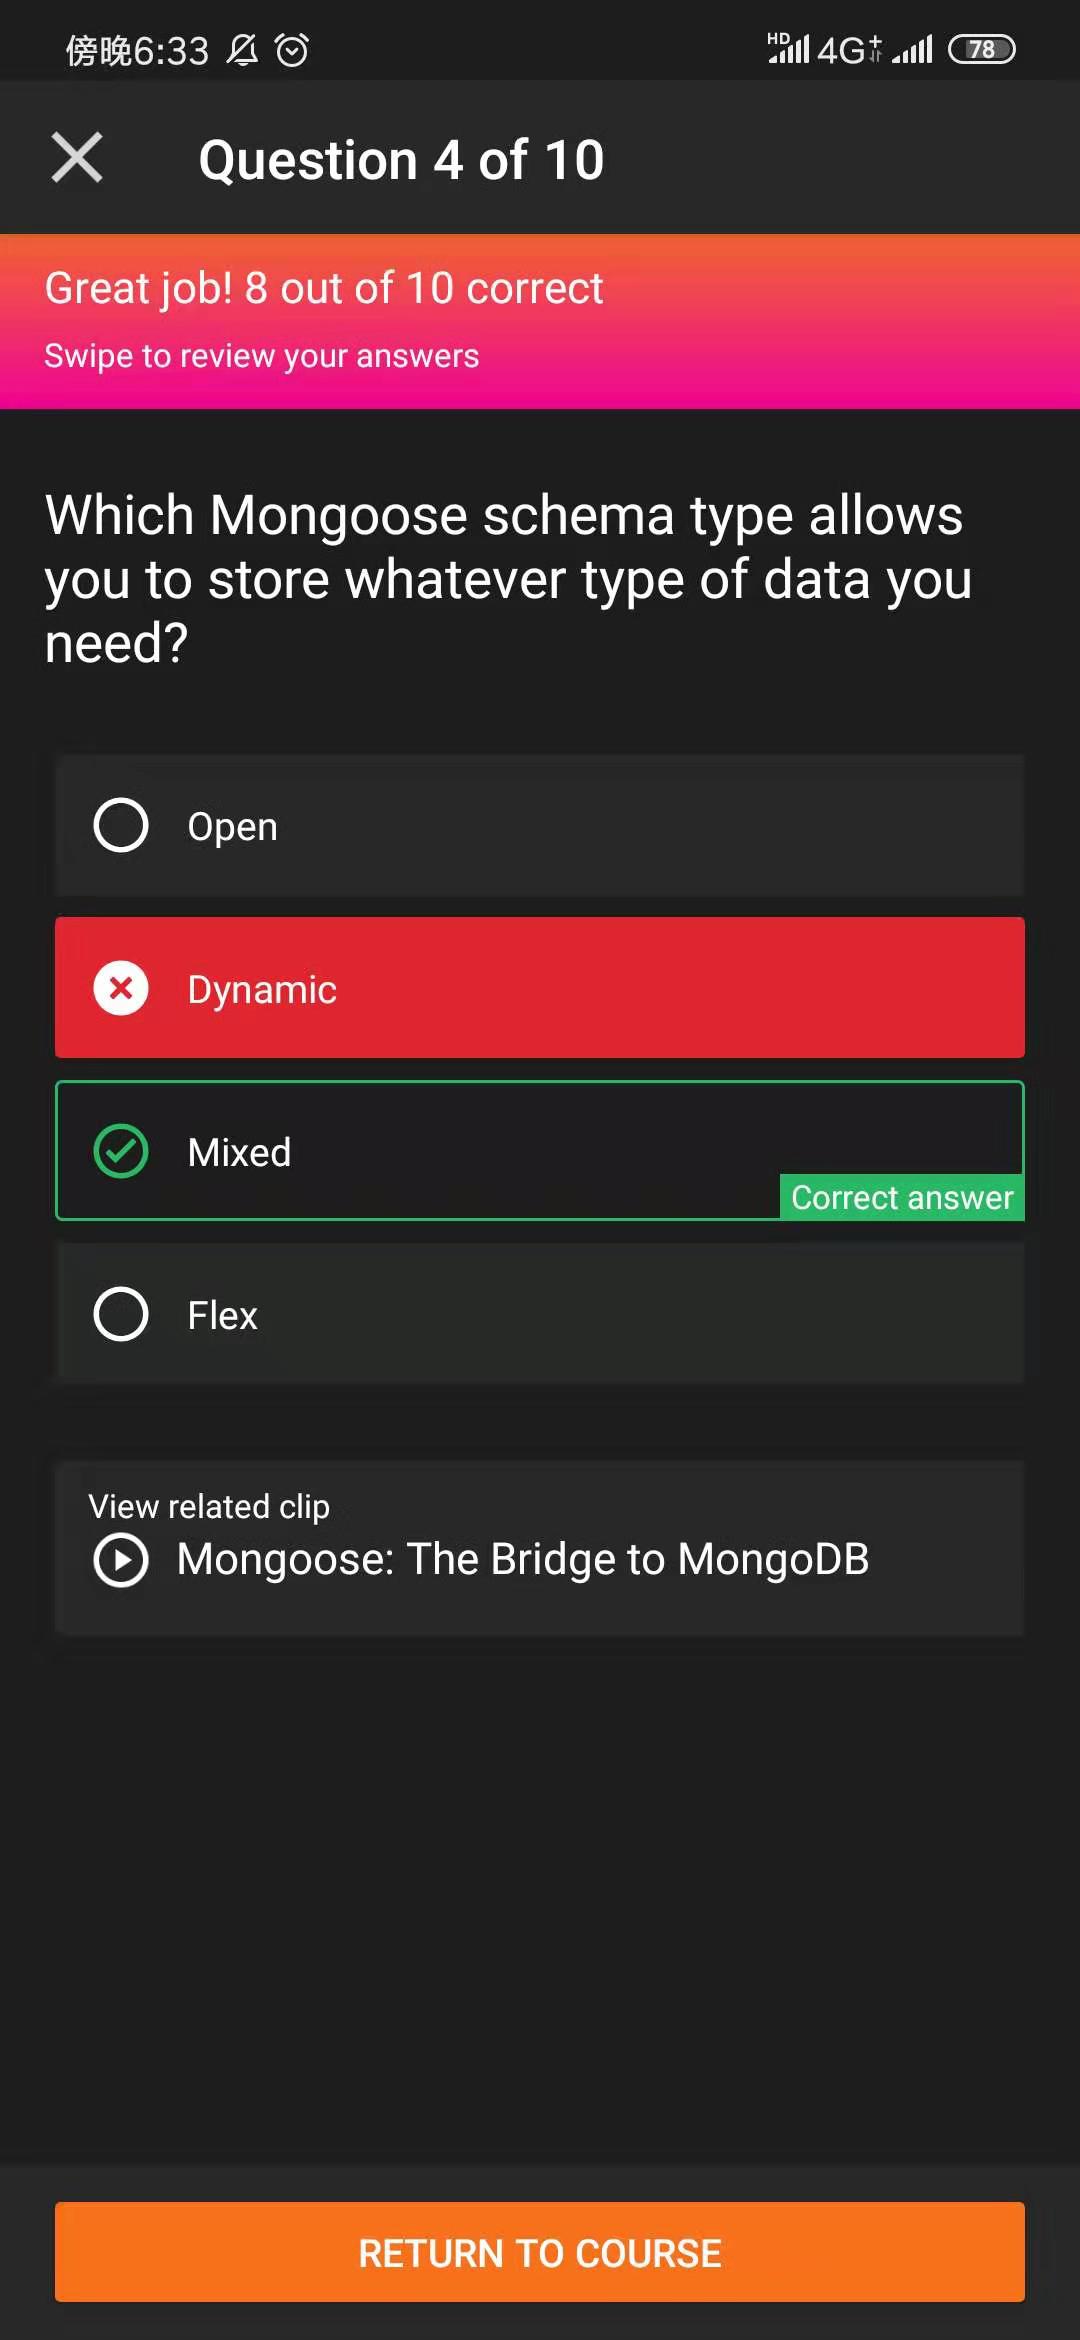 傍晚6:33 HD 4G+ 78
Question 4 of 10
Great job! 8 out of 10 correct
Swipe to review your answers
Which Mongoose schema type allows
you to store whatever type of data you
need?
Open
Dynamic
Mixed
Correct answer
Flex
View related clip
Mongoose: The Bridge to MongoDB
RETURN TO COURSE